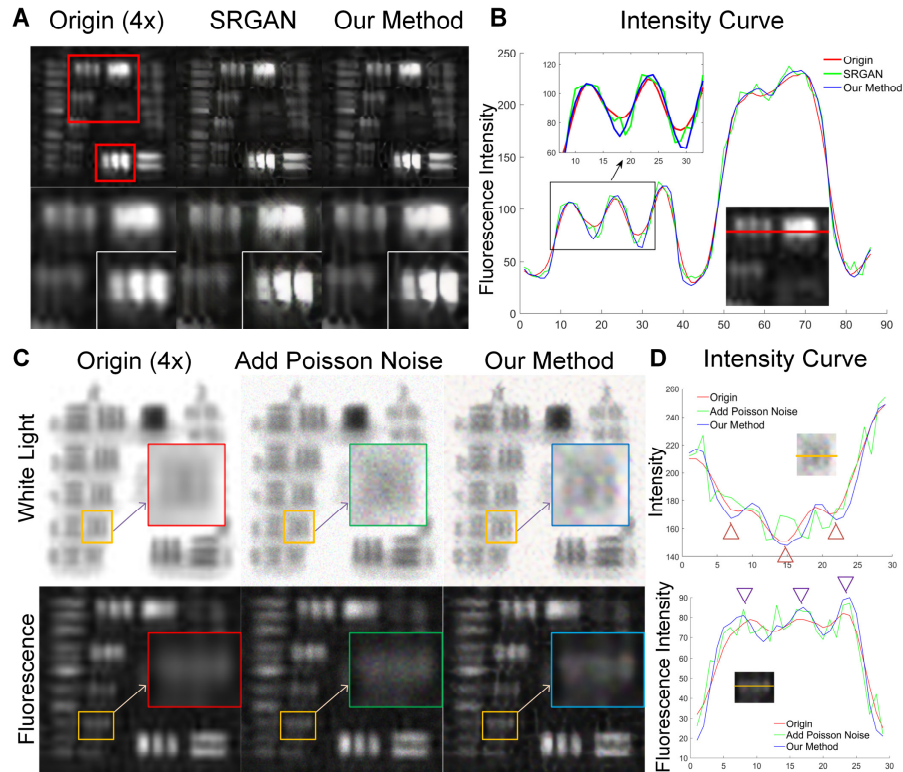 A
Origin (4x)
SRGAN
Our Method
B
Intensity Curve
Fluorescence Intensity
250
200
150
100
50
0
0 10 20 30 40 50 60 70 80 90
Origin
SRGAN
Our Method
120
100
80
60
10 15 20 25 30
C
Origin (4x)
Add Poisson Noise
Our Method
White Light
Fluorescence
D
Intensity Curve
Intensity
260
240
220
200
180
160
140
0 5 10 15 20 25 30
Origin
Add Poisson Noise
Our Method
Fluorescence Intensity
90
80
70
60
50
40
30
20
10
0 5 10 15 20 25 30
Origin
Add Poisson Noise
Our Method